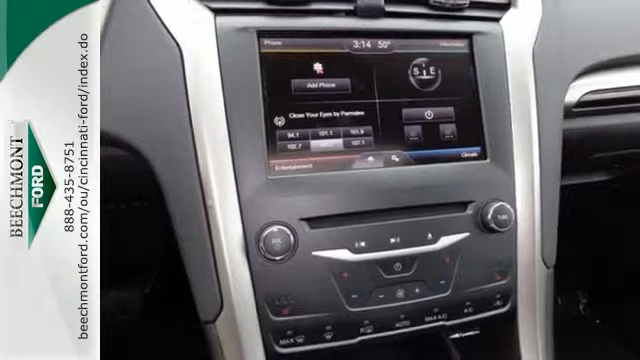 BEECHMONT
FORD
888-435-8751
beechmontford.com/ou/cincinnati-ford/index.do
Phone
3:14 50°
Information
Add Phone
S E
Close Your Eyes by Parmalee
94.1 101.1 101.9
102.7 107.1
Entertainment
Climate
VOL
TUNE
MAX
R
AUTO
MAX A/C
A/C